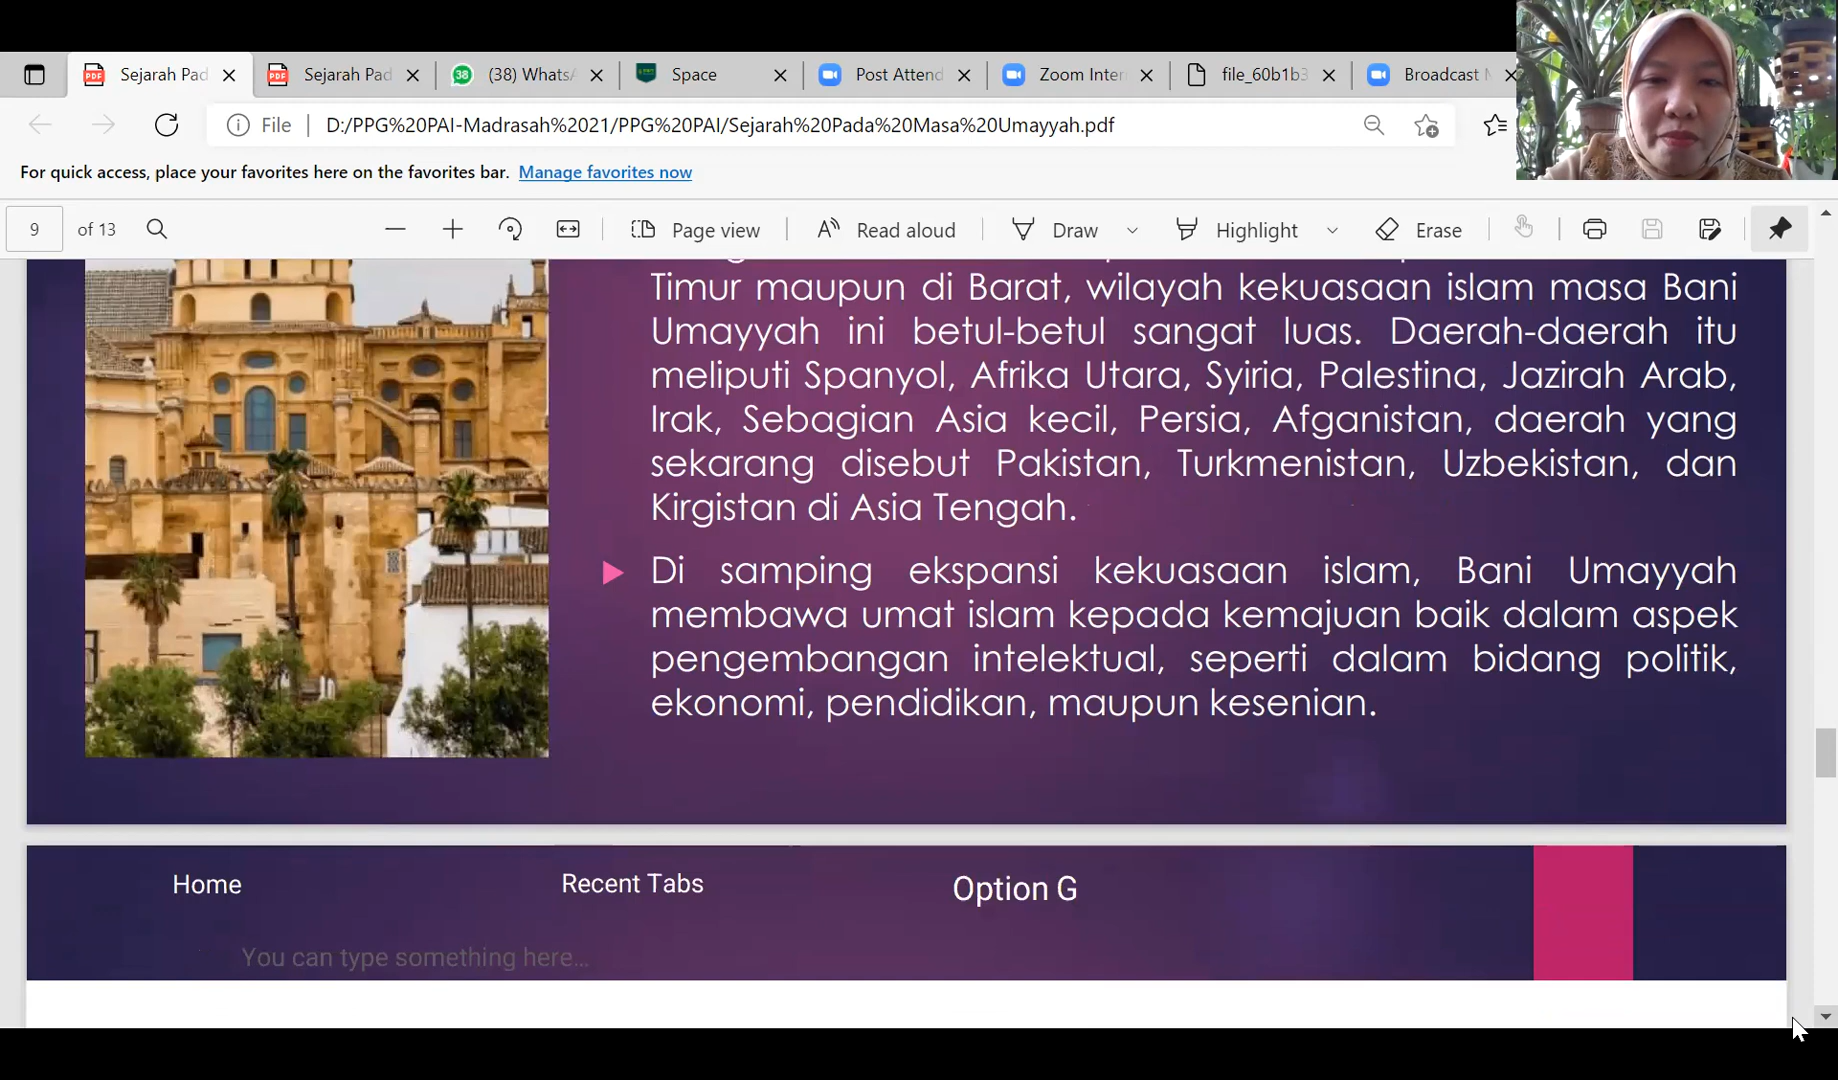 Sejarah Pad
Sejarah Pad
38
(38) WhatsA
Space
Post Attend
Zoom Inter
file_60b1b3
Broadcast M
File
D:/PPG%20PAI-Madrasah%2021/PPG%20PAI/Sejarah%20Pada%20Masa%20Umayyah.pdf
For quick access, place your favorites here on the favorites bar. Manage favorites now
9 of 13
Page view
Read aloud
Draw
Highlight
Erase
Timur maupun di Barat, wilayah kekuasaan islam masa Bani
Umayyah ini betul-betul sangat luas. Daerah-daerah itu
meliputi Spanyol, Afrika Utara, Syiria, Palestina, Jazirah Arab,
Irak, Sebagian Asia kecil, Persia, Afganistan, daerah yang
sekarang disebut Pakistan, Turkmenistan, Uzbekistan, dan
Kirgistan di Asia Tengah.
Di samping ekspansi kekuasaan islam, Bani Umayyah
membawa umat islam kepada kemajuan baik dalam aspek
pengembangan intelektual, seperti dalam bidang politik,
ekonomi, pendidikan, maupun kesenian.
Home
Recent Tabs
Option G
You can type something here...